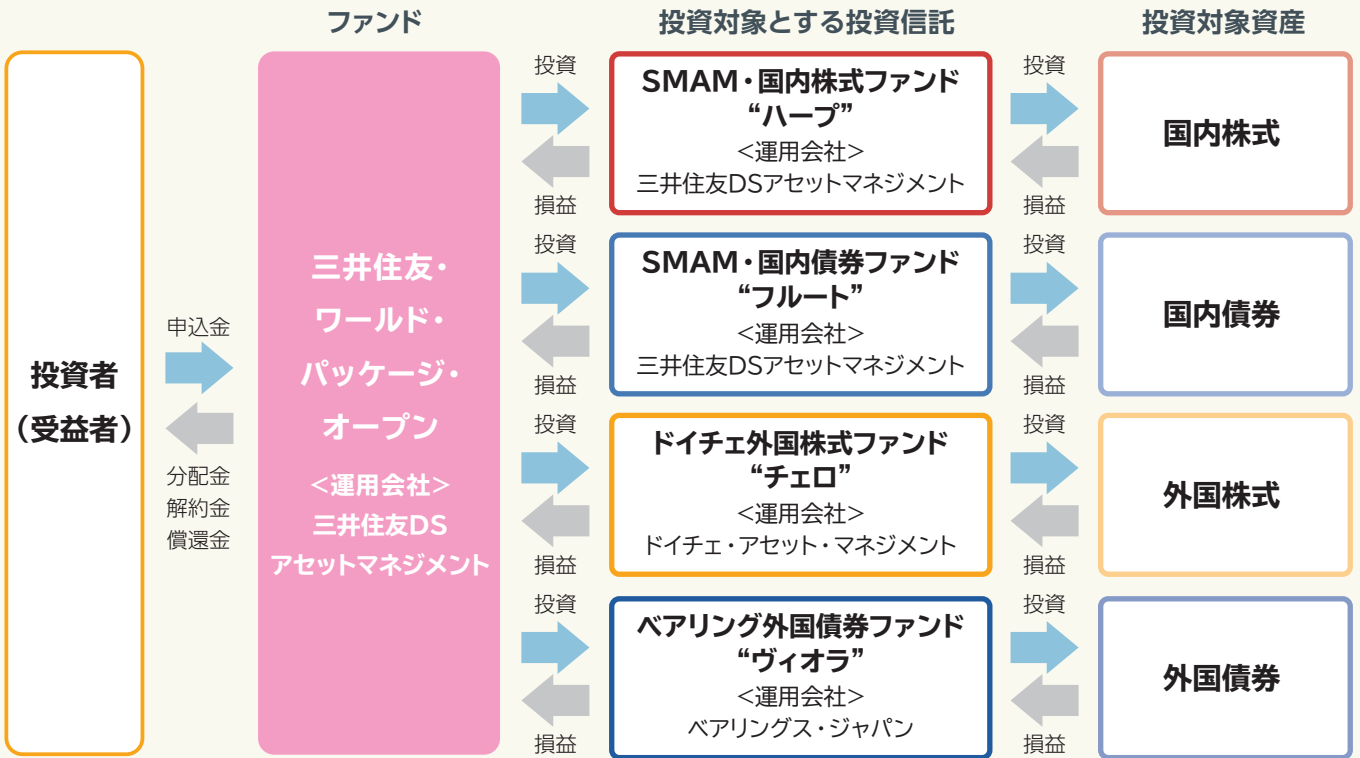 ファンド
投資対象とする投資信託
投資対象資産
投資者
(受益者)
申込金
分配金
解約金
償還金
三井住友・
ワールド・
パッケージ・
オープン
<運用会社>
三井住友DS
アセットマネジメント
投資
損益
SMAM・国内株式ファンド
“ハープ”
<運用会社>
三井住友DSアセットマネジメント
投資
損益
国内株式
投資
損益
SMAM・国内債券ファンド
“フルート”
<運用会社>
三井住友DSアセットマネジメント
投資
損益
国内債券
投資
損益
ドイチェ外国株式ファンド
“チェロ”
<運用会社>
ドイチェ・アセット・マネジメント
投資
損益
外国株式
投資
損益
ベアリング外国債券ファンド
“ヴィオラ”
<運用会社>
ベアリングス・ジャパン
投資
損益
外国債券